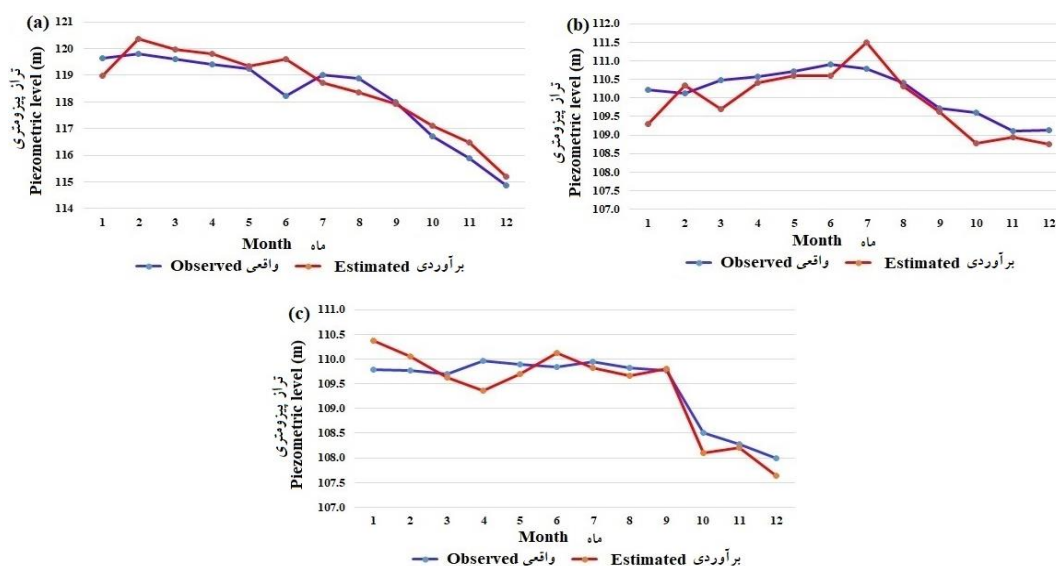 (a)
121
120
119
118
117
116
115
114
تراز پیزومتری
Piezometric level (m)
1 2 3 4 5 6 7 8 9 10 11 12
Month ماه
Observed واقعی Estimated برآوردی
(b)
111.0
111.5
111.0
110.5
110.0
109.5
109.0
108.5
108.0
107.5
107.0
تراز پیزومتری
Piezometric level (m)
1 2 3 4 5 6 7 8 9 10 11 12
Month ماه
Observed واقعی Estimated برآوردی
(c)
111.0
110.5
110.0
109.5
109.0
108.5
108.0
107.5
107.0
تراز پیزومتری
Piezometric level (m)
1 2 3 4 5 6 7 8 9 10 11 12
Month ماه
Observed واقعی Estimated برآوردی